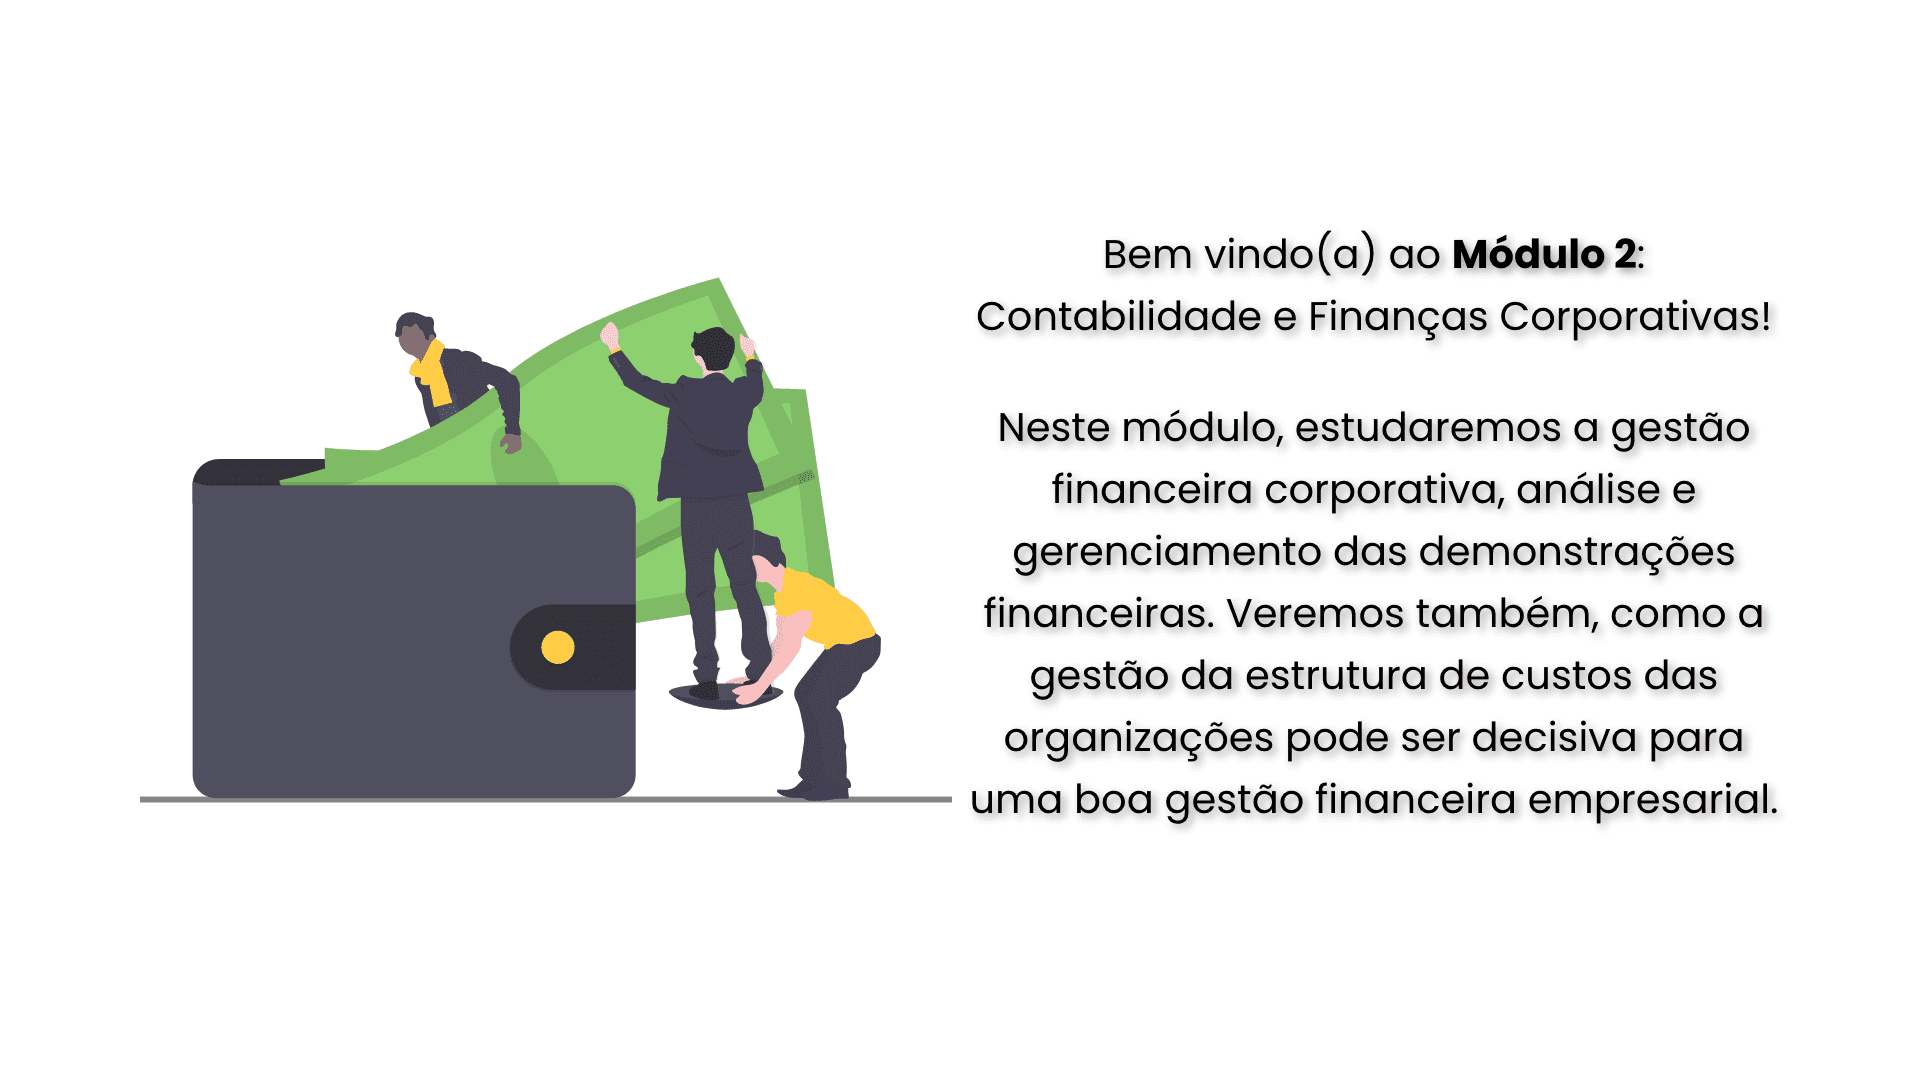 Bem vindo(a) ao Módulo 2:
Contabilidade e Finanças Corporativas!
Neste módulo, estudaremos a gestão
financeira corporativa, análise e
gerenciamento das demonstrações
financeiras. Veremos também, como a
gestão da estrutura de custos das
organizações pode ser decisiva para
uma boa gestão financeira empresarial.